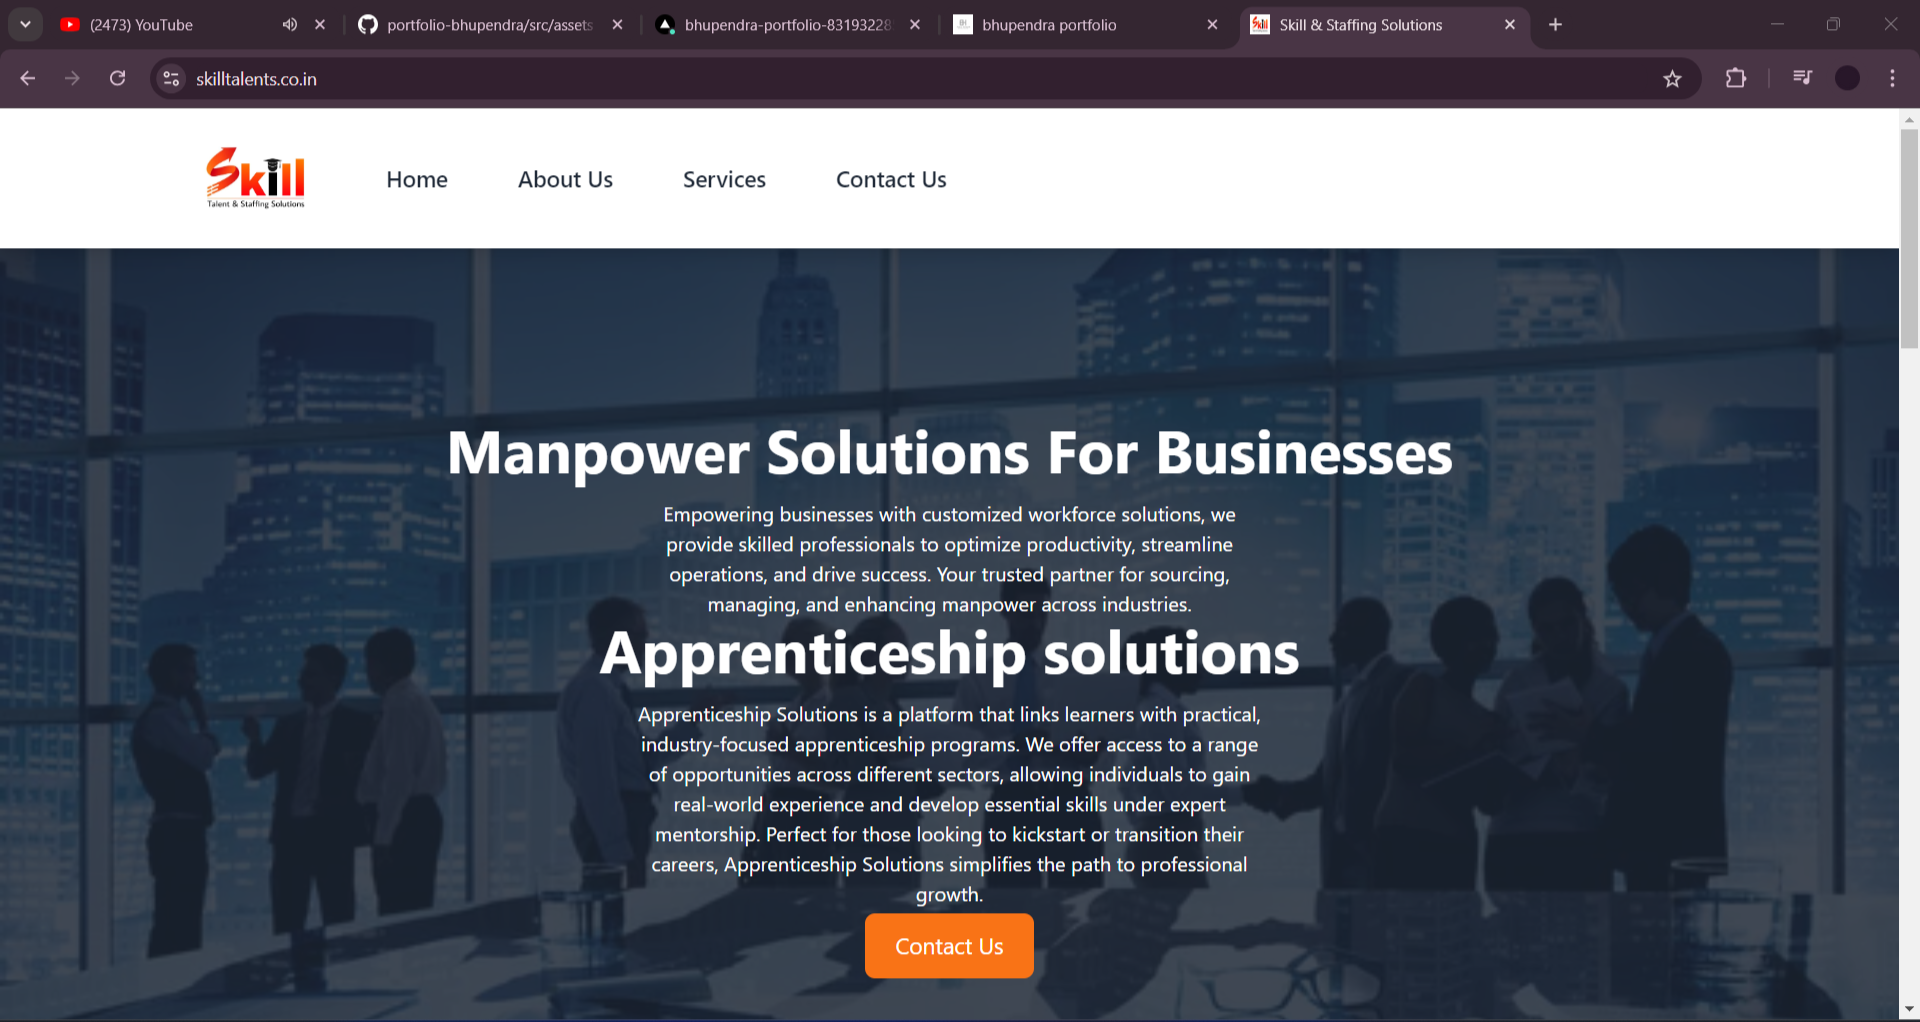 (2473) YouTube
portfolio-bhupendra/src/assets
bhupendra-portfolio-83193228
bhupendra portfolio
Skill & Staffing Solutions
skilltalents.co.in
Skill
Talent & Staffing Solutions
Home
About Us
Services
Contact Us
Manpower Solutions For Businesses
Empowering businesses with customized workforce solutions, we
provide skilled professionals to optimize productivity, streamline
operations, and drive success. Your trusted partner for sourcing,
managing, and enhancing manpower across industries.
Apprenticeship solutions
Apprenticeship Solutions is a platform that links learners with practical,
industry-focused apprenticeship programs. We offer access to a range
of opportunities across different sectors, allowing individuals to gain
real-world experience and develop essential skills under expert
mentorship. Perfect for those looking to kickstart or transition their
careers, Apprenticeship Solutions simplifies the path to professional
growth.
Contact Us